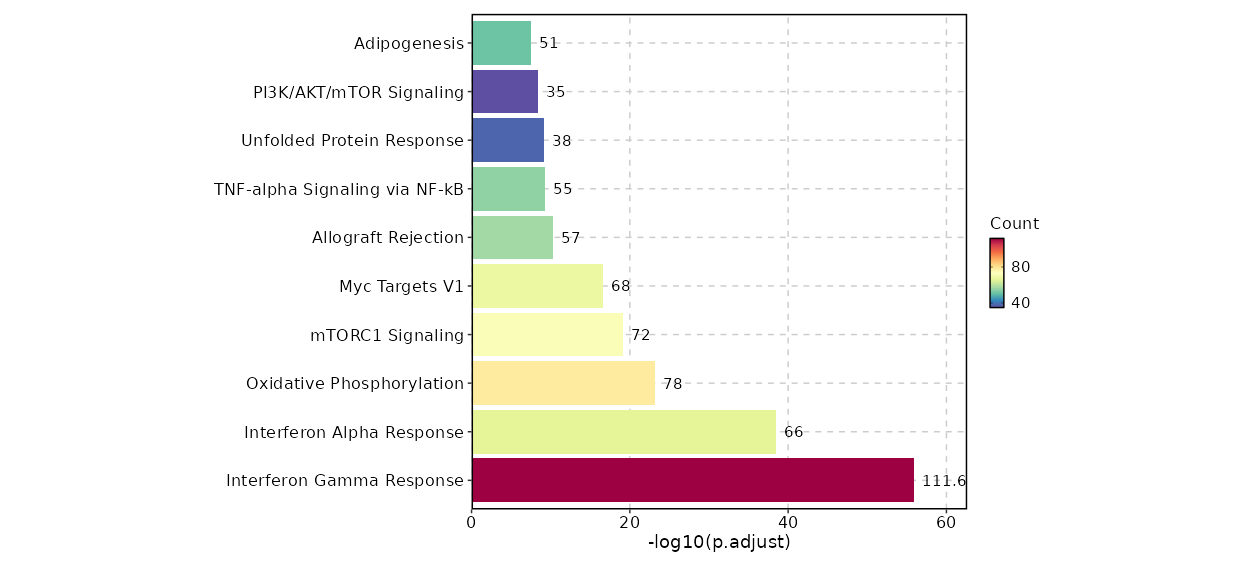 Adipogenesis 51
PI3K/AKT/mTOR Signaling 35
Unfolded Protein Response 38
TNF-alpha Signaling via NF-kB 55
Allograft Rejection 57
Myc Targets V1 68
mTORC1 Signaling 72
Oxidative Phosphorylation 78
Interferon Alpha Response 66
Interferon Gamma Response 111.6
0 20 40 60
-log10(p.adjust)
Count
80
40